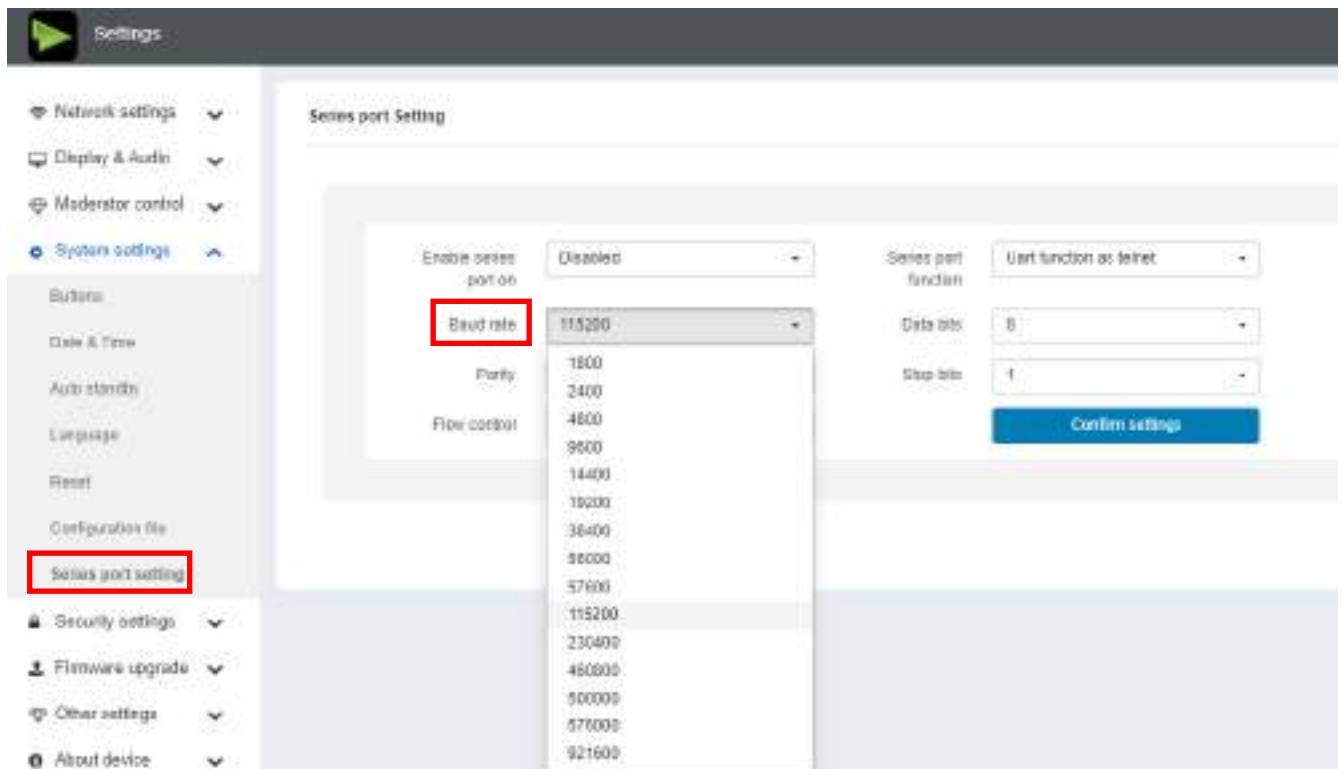 Settings
Network settings
Display & Audio
Moderator control
System settings
Buttons
Date & Time
Auto standby
Language
Reset
Configuration file
Series port setting
Security settings
Firmware upgrade
Other settings
About device
Series port Setting
Enable series
port on
Disabled
Series port
function
Uart function as telnet
Baud rate
115200
Data bits
8
Parity
Stop bits
1
Flow control
Confirm settings
1800
2400
4800
9600
14400
19200
38400
56000
57600
115200
230400
460800
500000
576000
921600